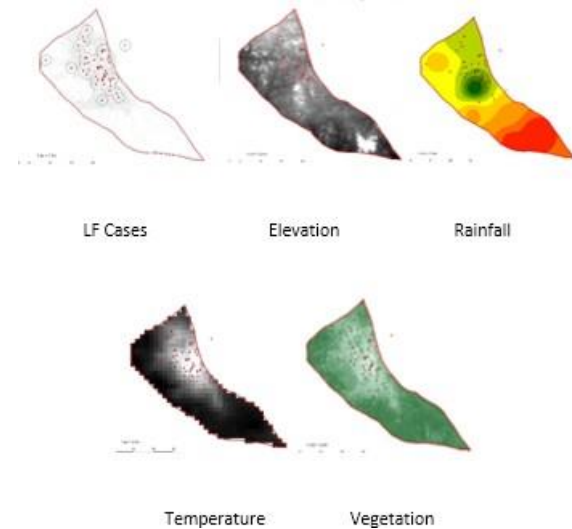 LF Cases
Elevation
Rainfall
Temperature
Vegetation